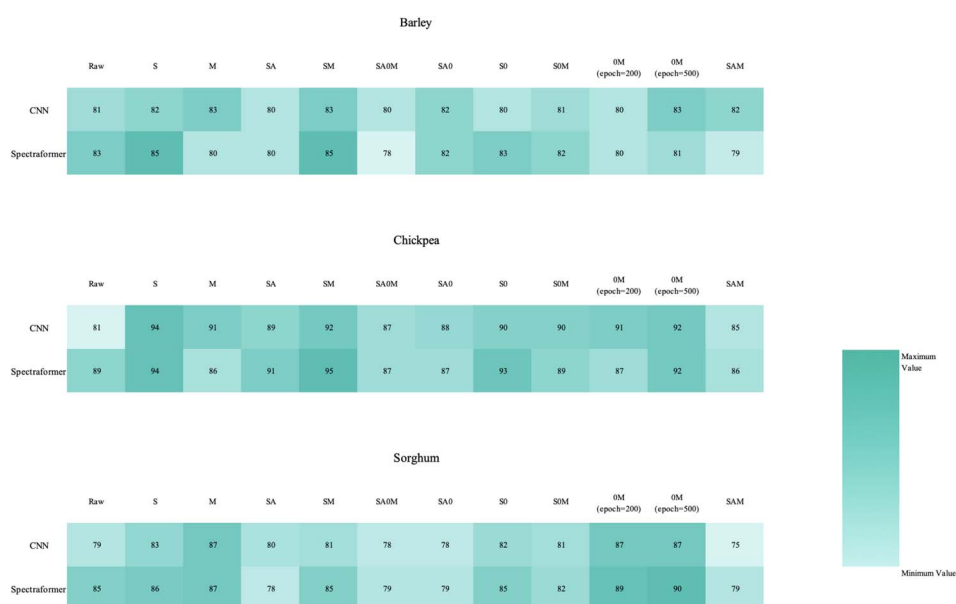 Barley
Raw S M SA SM SA0M SA0 S0 S0M 0M (epoch=200) 0M (epoch=500) SAM
CNN 81 82 83 80 83 80 82 80 81 80 83 82
Spectraformer 83 85 80 80 85 78 82 83 82 80 81 79
Chickpea
Raw S M SA SM SA0M SA0 S0 S0M 0M (epoch=200) 0M (epoch=500) SAM
CNN 81 94 91 89 92 87 88 90 90 91 92 85
Spectraformer 89 94 86 91 95 87 87 93 89 87 92 86
Maximum
Value
Sorghum
Raw S M SA SM SA0M SA0 S0 S0M 0M (epoch=200) 0M (epoch=500) SAM
CNN 79 83 87 80 81 78 78 82 81 87 87 75
Minimum Value
Spectraformer 85 86 87 78 85 79 79 85 82 89 90 79